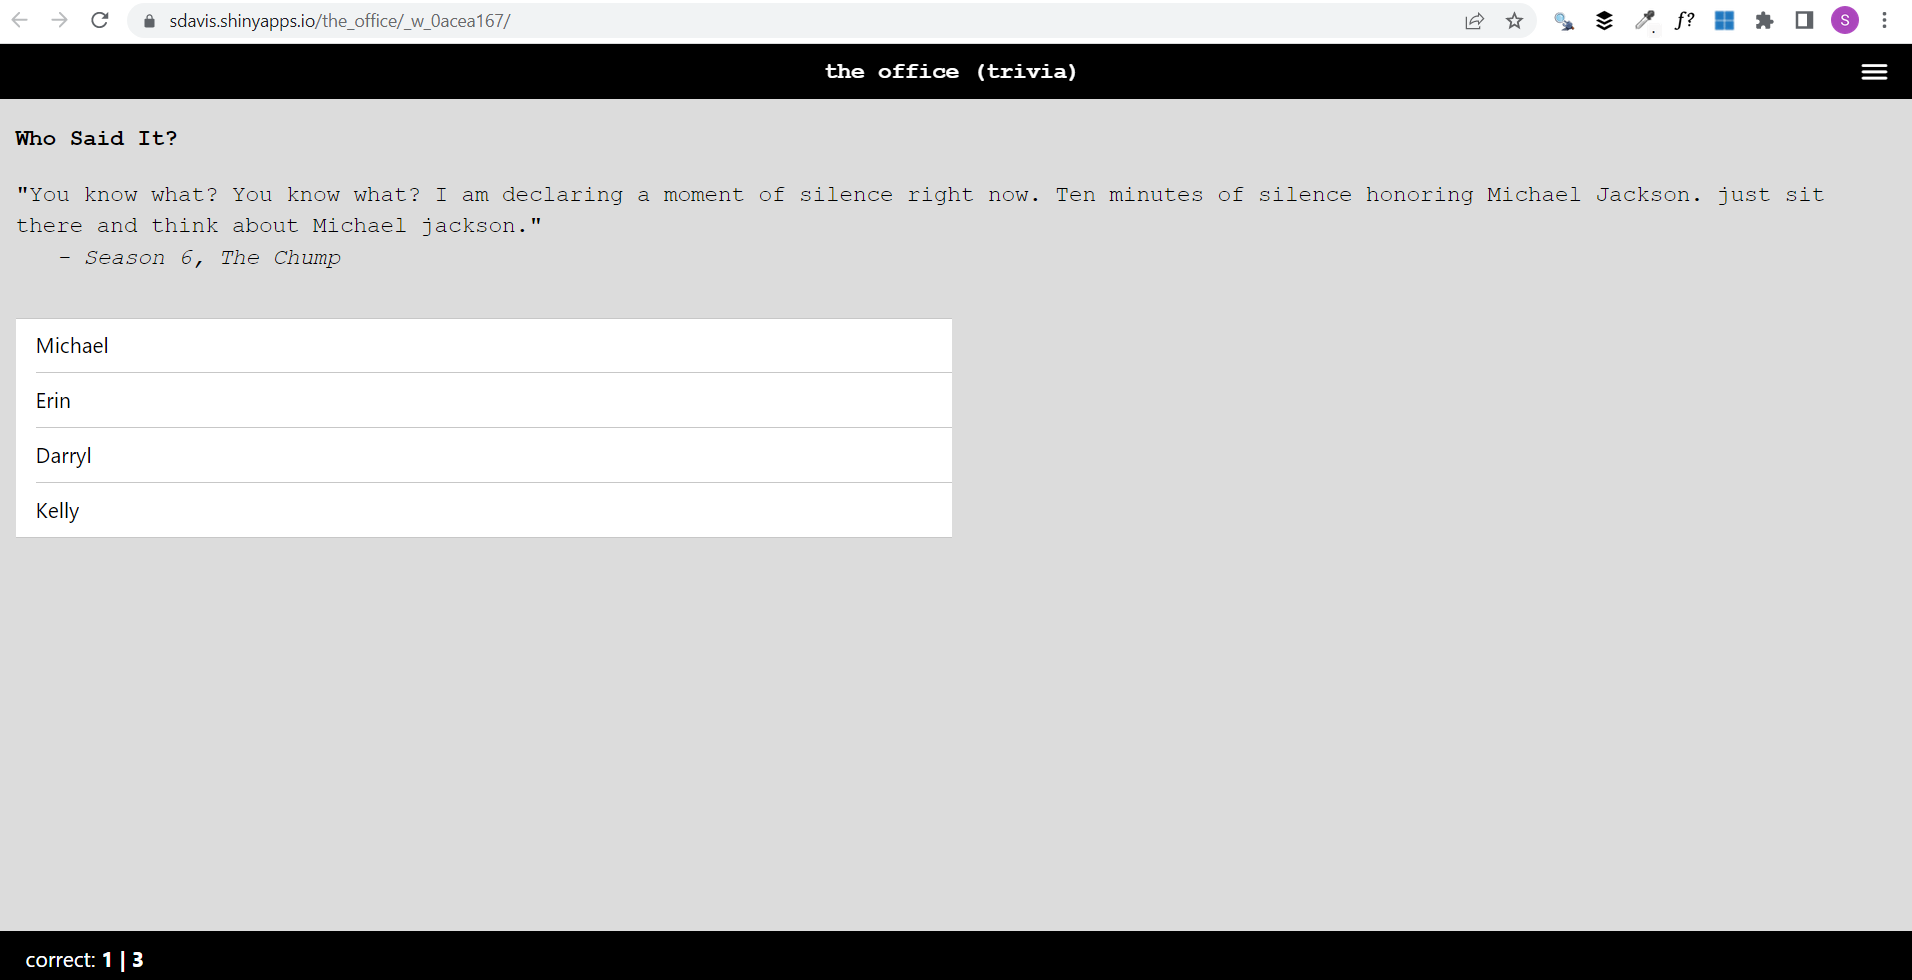 sdavis.shinyapps.io/the_office/_w_0acea167/
f?
S
the office (trivia)
Who Said It?
"You know what? You know what? I am declaring a moment of silence right now. Ten minutes of silence honoring Michael Jackson. just sit
there and think about Michael jackson."
- Season 6, The Chump
Michael
Erin
Darryl
Kelly
correct: 1 | 3